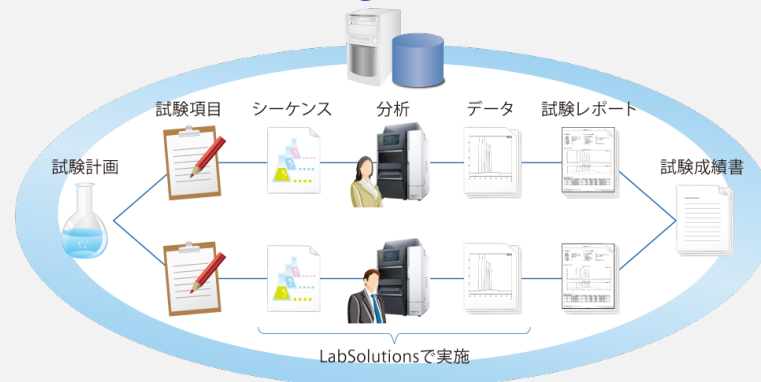 試験項目
シーケンス
分析
データ
試験レポート
試験計画
試験成績書
LabSolutionsで実施